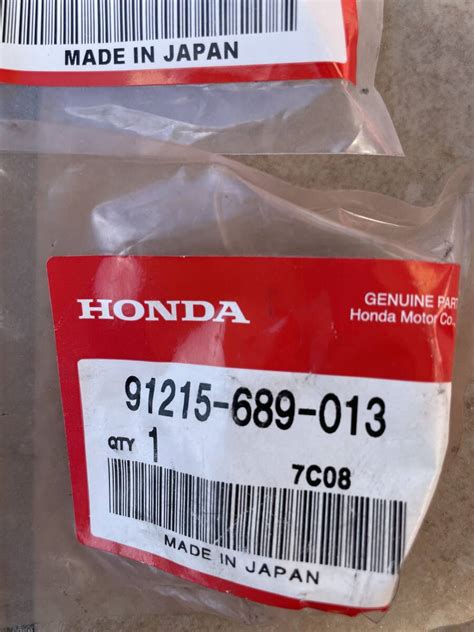 MADE IN JAPAN
HONDA
GENUINE PART
Honda Motor Co.,
91215-689-013
QTY 1
7C08
MADE IN JAPAN